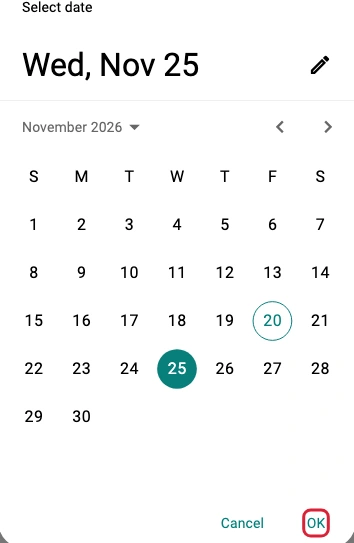 Select date
Wed, Nov 25
November 2026
S M T W T F S
1 2 3 4 5 6 7
8 9 10 11 12 13 14
15 16 17 18 19 20 21
22 23 24 25 26 27 28
29 30
Cancel OK